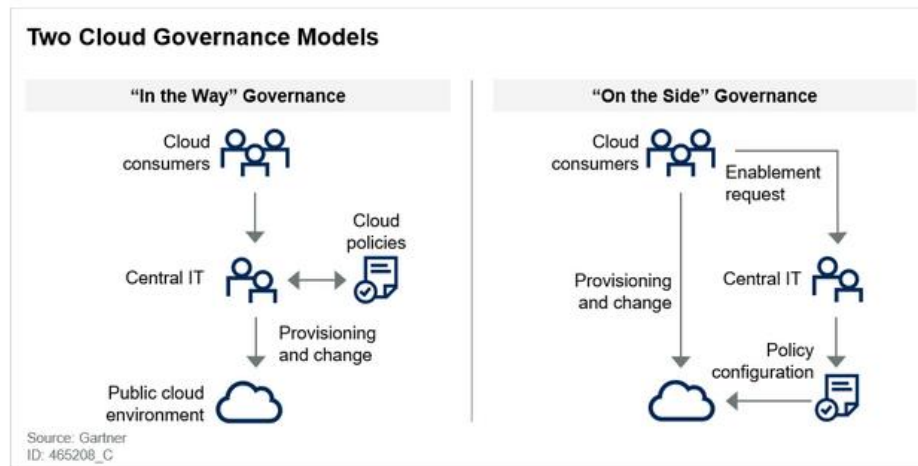 Two Cloud Governance Models
“In the Way” Governance
Cloud
consumers
Cloud
policies
Central IT
Provisioning
and change
Public cloud
environment
“On the Side” Governance
Cloud
consumers
Enablement
request
Provisioning
and change
Central IT
Policy
configuration
Source: Gartner
ID: 465208_C